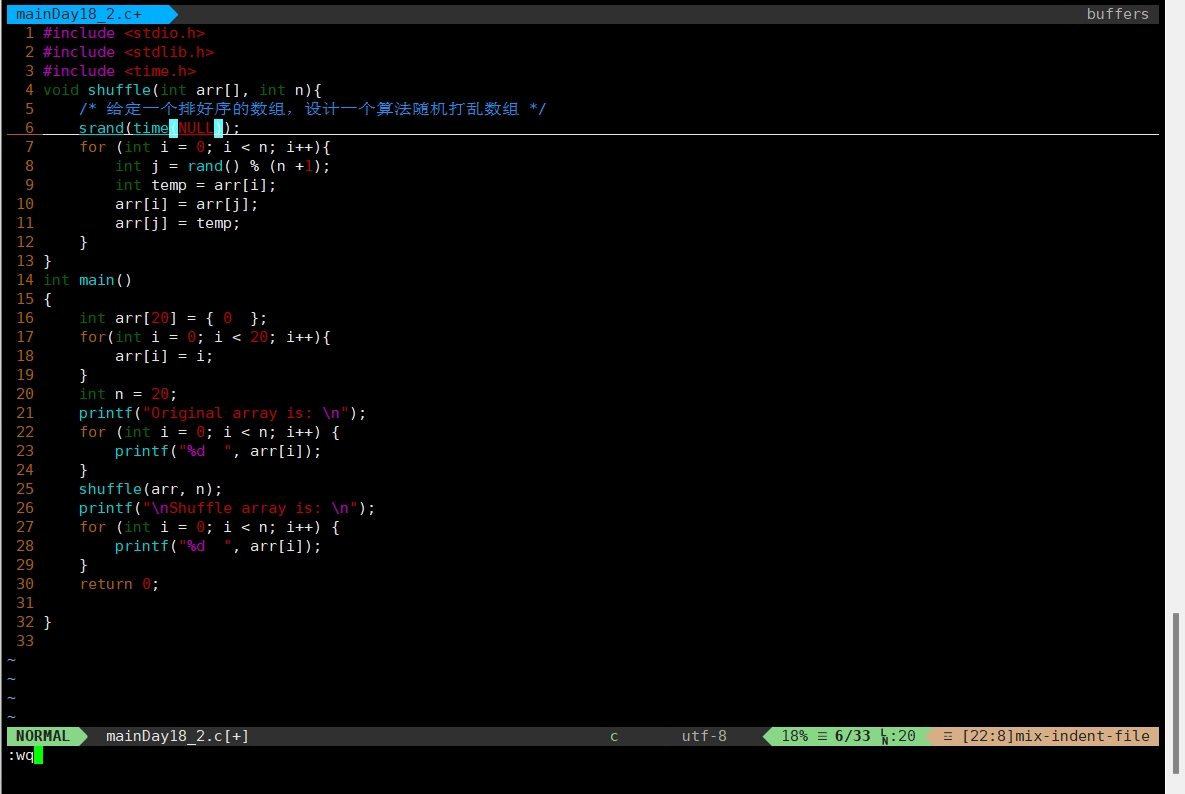 mainDay18_2.c+ buffers
1 #include <stdio.h>
2 #include <stdlib.h>
3 #include <time.h>
4 void shuffle(int arr[], int n){
5     /* 给定一个排好序的数组，设计一个算法随机打乱数组 */
6     srand(time(NULL));
7     for (int i = 0; i < n; i++){
8         int j = rand() % (n +1);
9         int temp = arr[i];
10         arr[i] = arr[j];
11         arr[j] = temp;
12     }
13 }
14 int main()
15 {
16     int arr[20] = { 0  };
17     for(int i = 0; i < 20; i++){
18         arr[i] = i;
19     }
20     int n = 20;
21     printf("Original array is: \n");
22     for (int i = 0; i < n; i++) {
23         printf("%d  ", arr[i]);
24     }
25     shuffle(arr, n);
26     printf("\nShuffle array is: \n");
27     for (int i = 0; i < n; i++) {
28         printf("%d  ", arr[i]);
29     }
30     return 0;
31
32 }
33
~
~
~
~
NORMAL mainDay18_2.c[+] c utf-8 18% ☰ 6/33 ㏑:20 ☲ [22:8]mix-indent-file
:wq